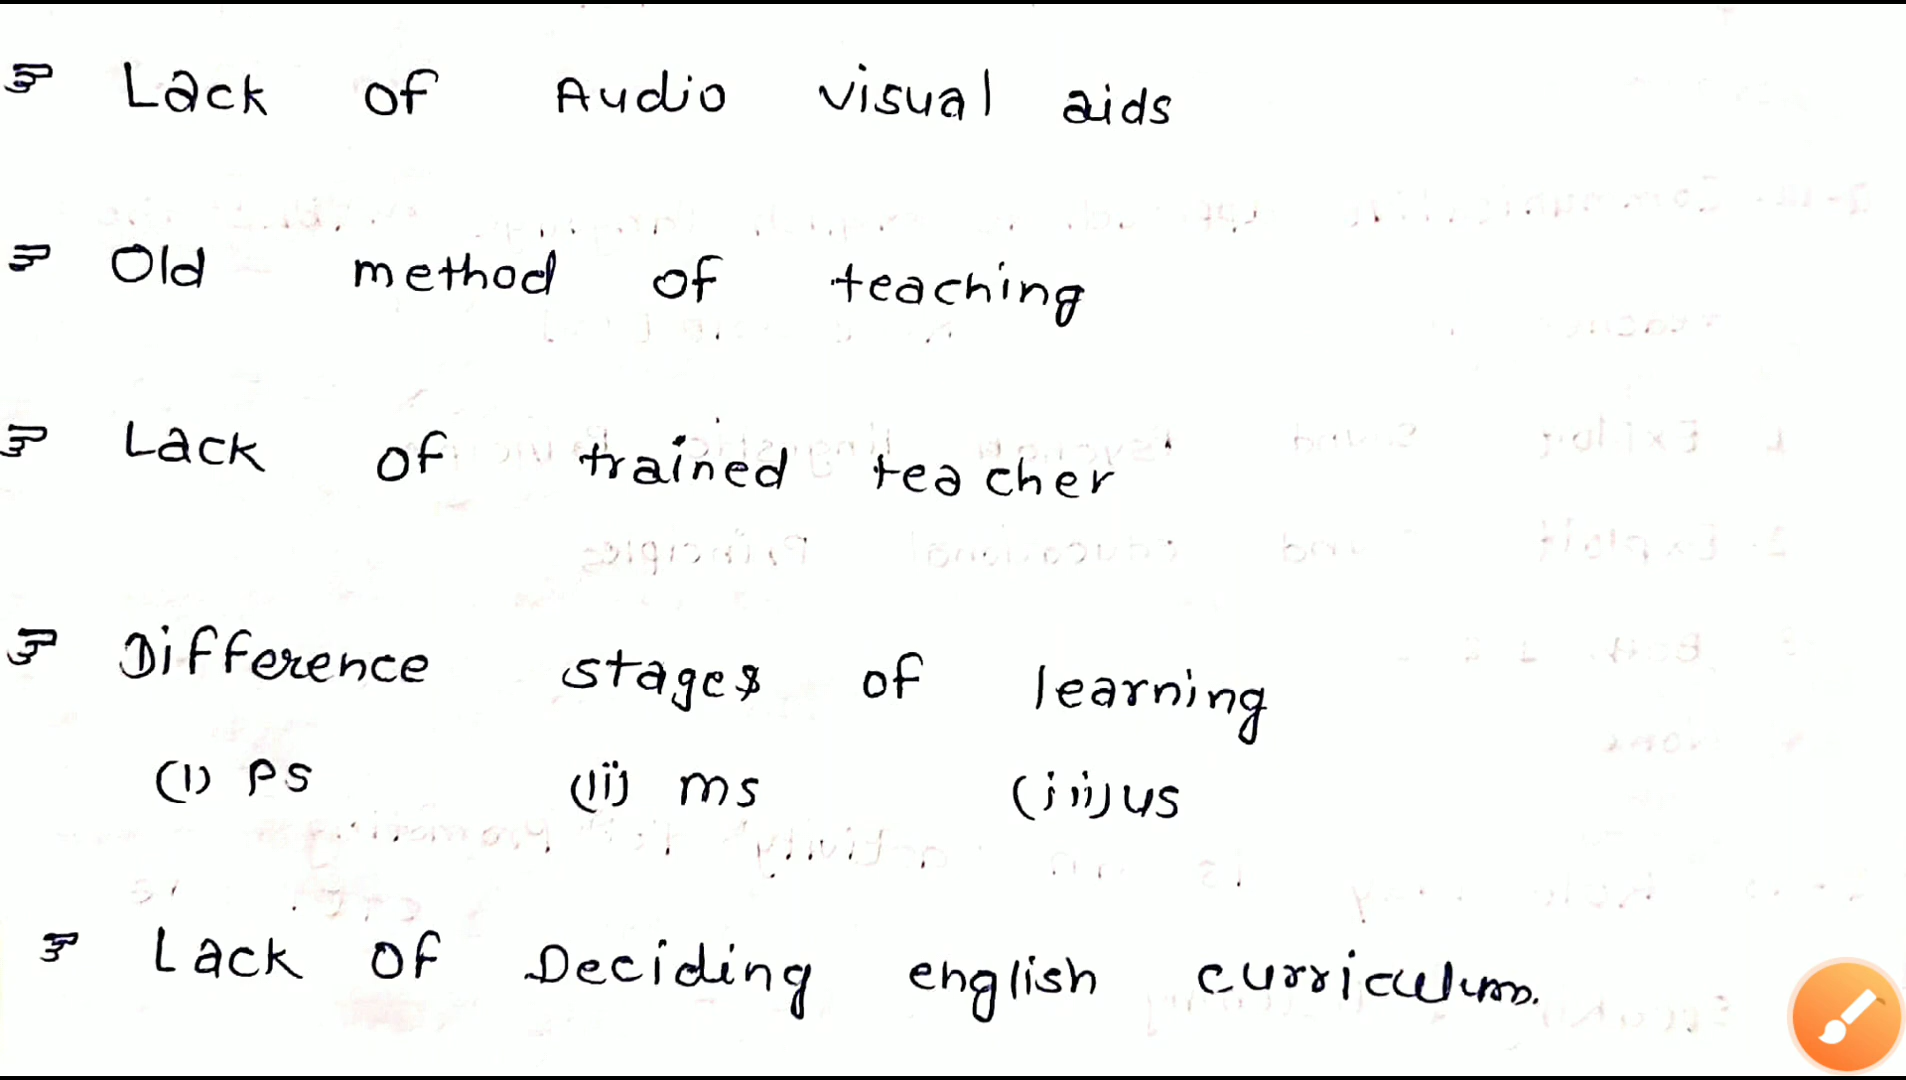 Lack of Audio visual aids
Old method of teaching
Lack of trained teacher
Difference stages of learning
(i) PS (ii) ms (iii) us
Lack of Deciding english curriculum.